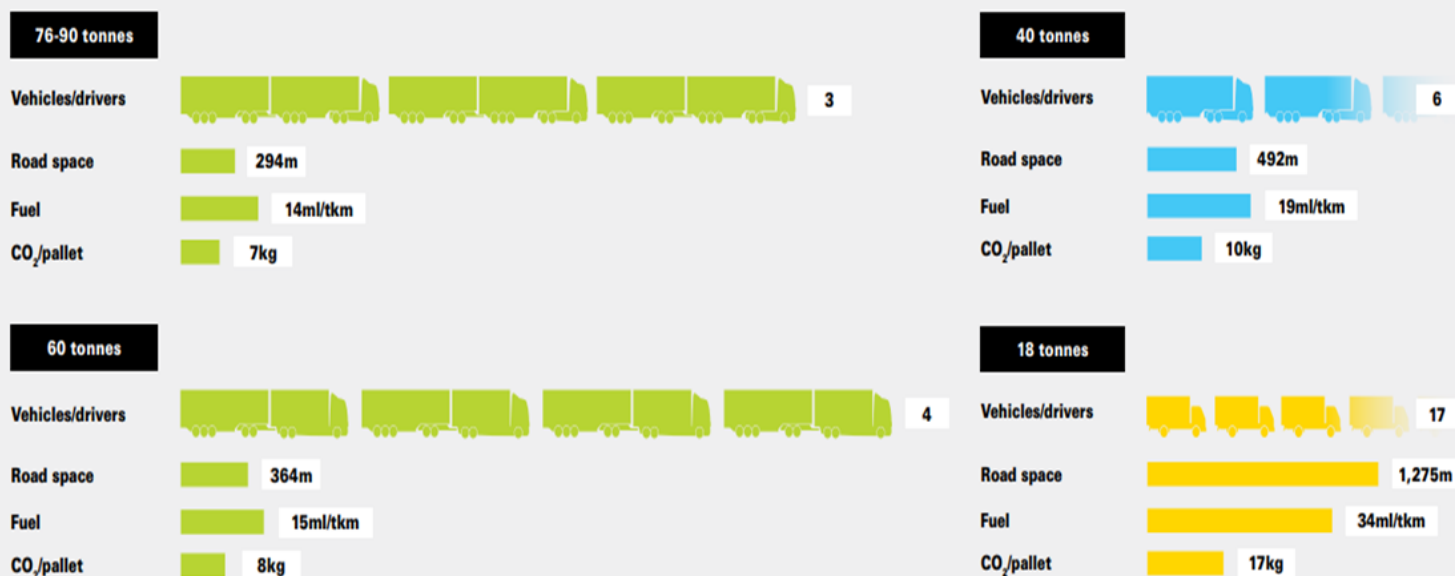 76-90 tonnes
Vehicles/drivers
3
Road space
294m
Fuel
14ml/tkm
CO₂/pallet
7kg
40 tonnes
Vehicles/drivers
6
Road space
492m
Fuel
19ml/tkm
CO₂/pallet
10kg
60 tonnes
Vehicles/drivers
4
Road space
364m
Fuel
15ml/tkm
CO₂/pallet
8kg
18 tonnes
Vehicles/drivers
17
Road space
1,275m
Fuel
34ml/tkm
CO₂/pallet
17kg